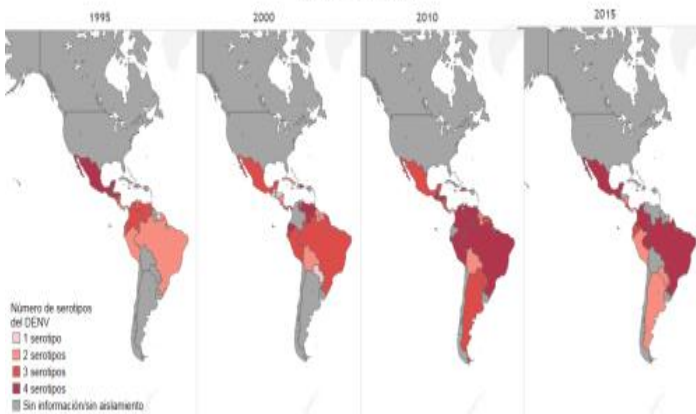 1995
2000
2010
2015
Número de serotipos
del DENV
1 serotipo
2 serotipos
3 serotipos
4 serotipos
Sin información/sin aislamiento